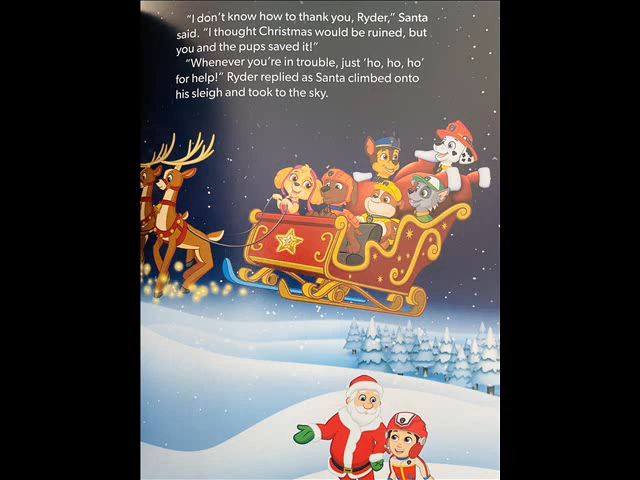 “I don’t know how to thank you, Ryder,” Santa
said. “I thought Christmas would be ruined, but
you and the pups saved it!”
“Whenever you’re in trouble, just ‘ho, ho, ho’
for help!” Ryder replied as Santa climbed onto
his sleigh and took to the sky.